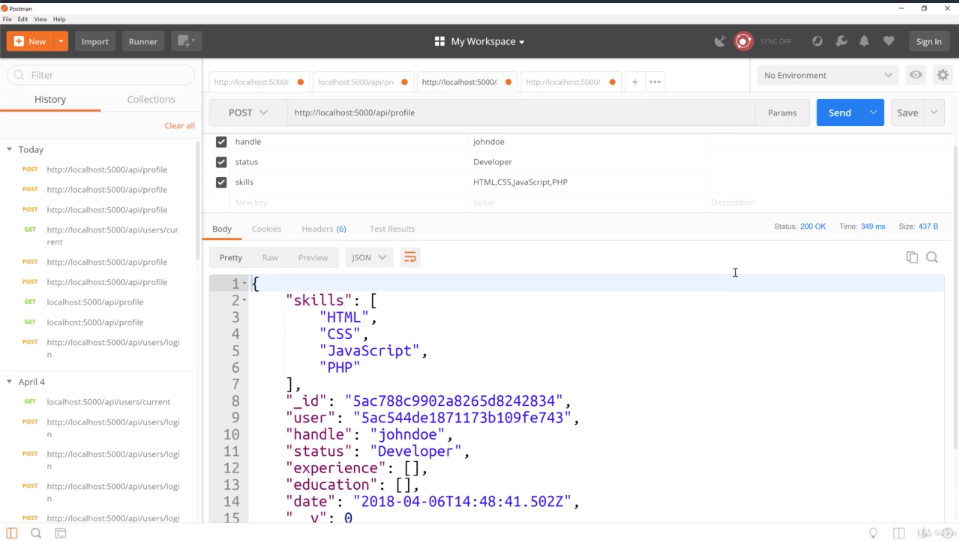 Postman
File Edit View Help
New Import Runner My Workspace SYNC OFF Sign In
Filter
History Collections
Clear all
Today
POST http://localhost:5000/api/profile
POST http://localhost:5000/api/profile
POST http://localhost:5000/api/profile
GET http://localhost:5000/api/users/cur
rent
POST http://localhost:5000/api/profile
POST http://localhost:5000/api/profile
GET localhost:5000/api/profile
GET localhost:5000/api/profile
POST http://localhost:5000/api/users/logi
n
April 4
GET localhost:5000/api/users/current
POST http://localhost:5000/api/users/logi
n
POST http://localhost:5000/api/users/logi
n
POST http://localhost:5000/api/users/logi
n
POST http://localhost:5000/api/users/logi
http://localhost:5000/ localhost:5000/api/pro http://localhost:5000/. http://localhost:5000/ + •••
No Environment
POST http://localhost:5000/api/profile Params Send Save
handle johndoe
status Developer
skills HTML,CSS,JavaScript,PHP
New key Value Description
Body Cookies Headers (6) Test Results Status: 200 OK Time: 349 ms Size: 437 B
Pretty Raw Preview JSON
1 {
2 "skills": [
3 "HTML",
4 "CSS",
5 "JavaScript",
6 "PHP"
7 ],
8 "_id": "5ac788c9902a8265d8242834",
9 "user": "5ac544de1871173b109fe743",
10 "handle": "johndoe",
11 "status": "Developer",
12 "experience": [],
13 "education": [],
14 "date": "2018-04-06T14:48:41.502Z",
15 "__v": 0